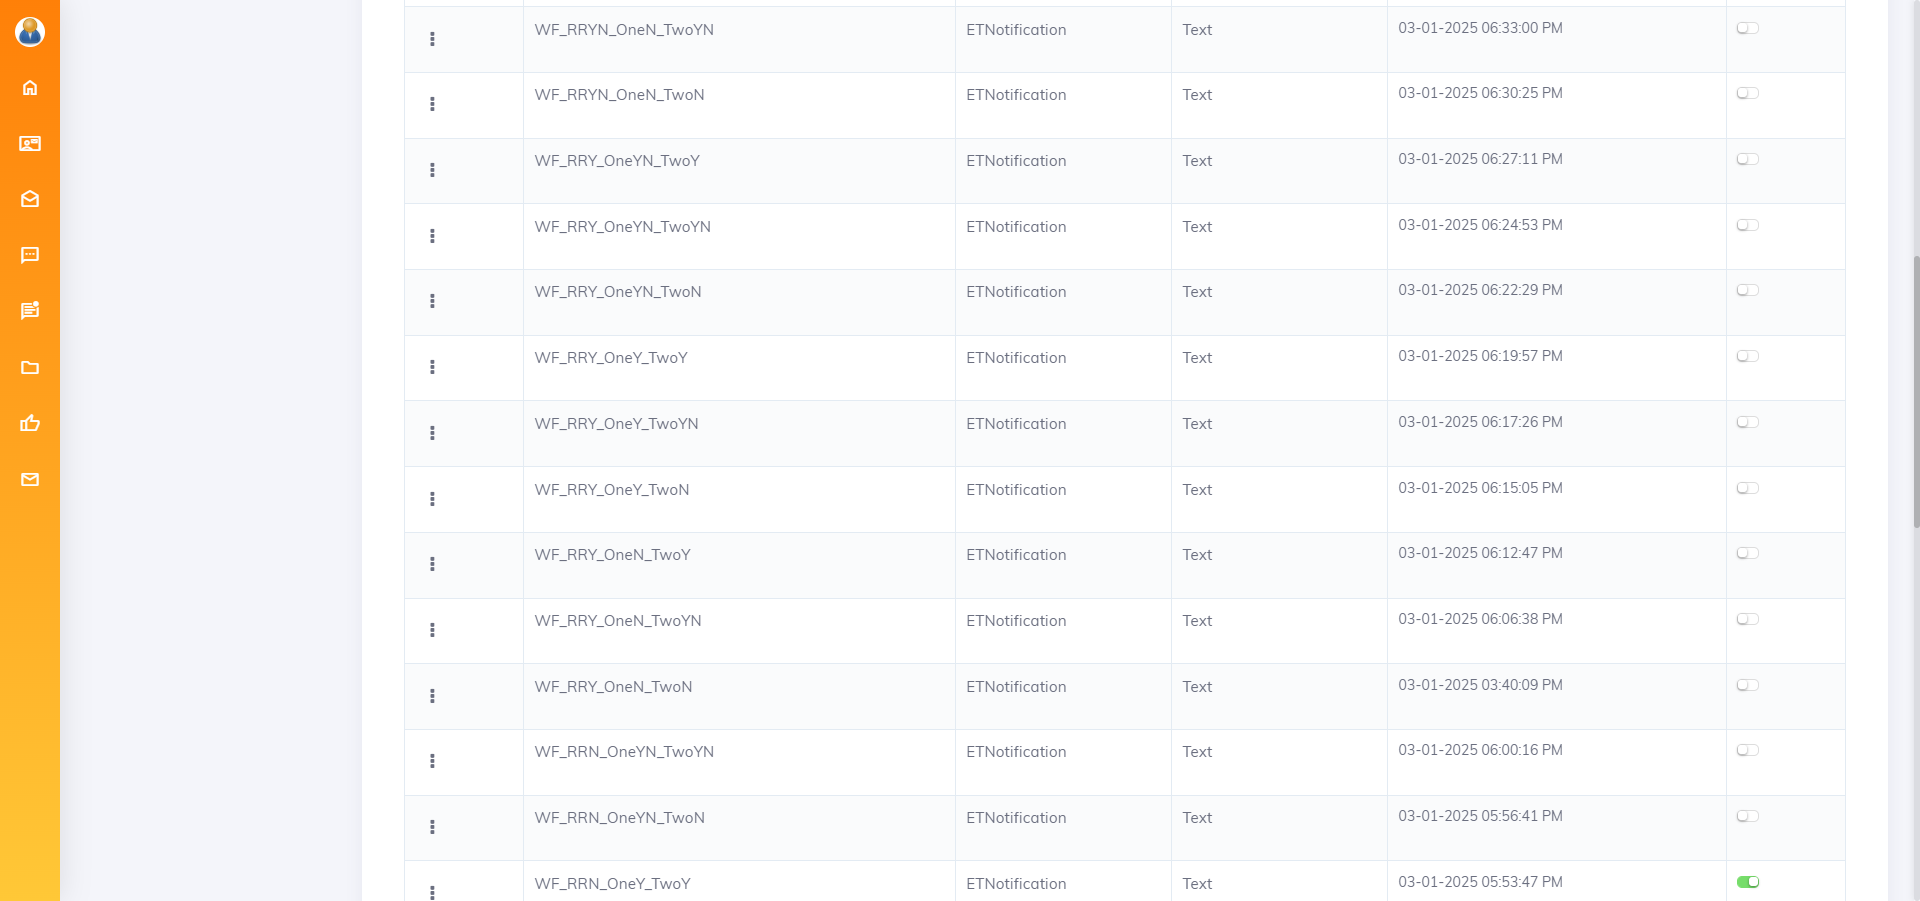 WF_RRYN_OneN_TwoYN ETNotification Text 03-01-2025 06:33:00 PM
WF_RRYN_OneN_TwoN ETNotification Text 03-01-2025 06:30:25 PM
WF_RRY_OneYN_TwoY ETNotification Text 03-01-2025 06:27:11 PM
WF_RRY_OneYN_TwoYN ETNotification Text 03-01-2025 06:24:53 PM
WF_RRY_OneYN_TwoN ETNotification Text 03-01-2025 06:22:29 PM
WF_RRY_OneY_TwoY ETNotification Text 03-01-2025 06:19:57 PM
WF_RRY_OneY_TwoYN ETNotification Text 03-01-2025 06:17:26 PM
WF_RRY_OneY_TwoN ETNotification Text 03-01-2025 06:15:05 PM
WF_RRY_OneN_TwoY ETNotification Text 03-01-2025 06:12:47 PM
WF_RRY_OneN_TwoYN ETNotification Text 03-01-2025 06:06:38 PM
WF_RRY_OneN_TwoN ETNotification Text 03-01-2025 03:40:09 PM
WF_RRN_OneYN_TwoYN ETNotification Text 03-01-2025 06:00:16 PM
WF_RRN_OneYN_TwoN ETNotification Text 03-01-2025 05:56:41 PM
WF_RRN_OneY_TwoY ETNotification Text 03-01-2025 05:53:47 PM